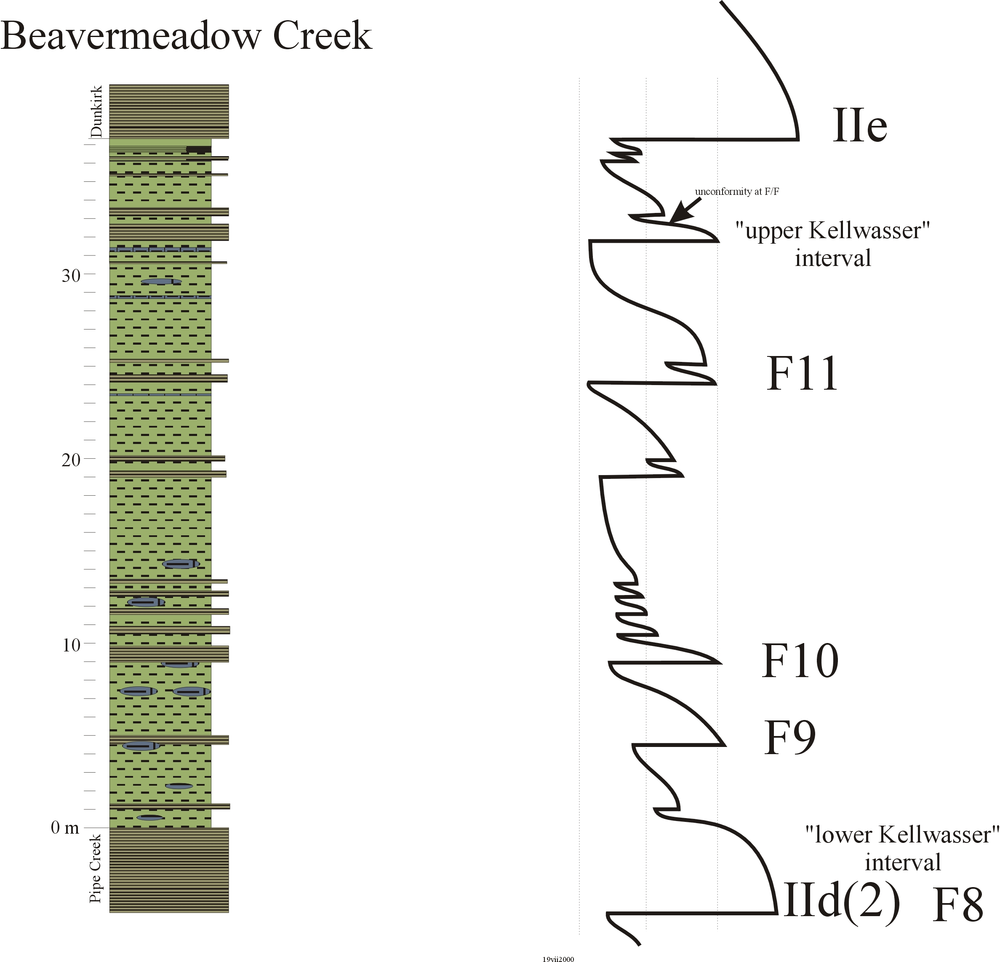 Beavermeadow Creek
Dunkirk
IIe
unconformity at F/F
"upper Kellwasser"
interval
30
F11
20
10
F10
F9
0 m
"lower Kellwasser"
interval
Pipe Creek
IId(2) F8
19vii2000